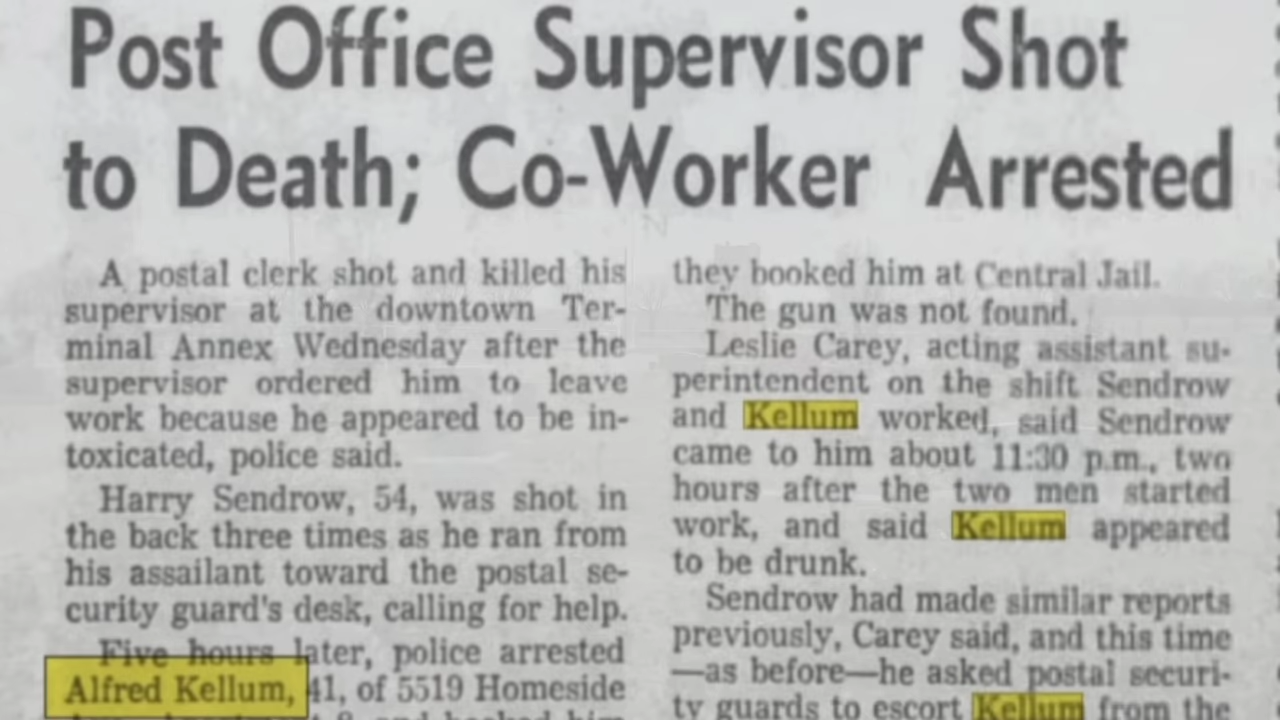 Post Office Supervisor Shot
to Death; Co-Worker Arrested
A postal clerk shot and killed his
supervisor at the downtown Ter-
minal Annex Wednesday after the
supervisor ordered him to leave
work because he appeared to be in-
toxicated, police said.
Harry Sendrow, 54, was shot in
the back three times as he ran from
his assailant toward the postal se-
curity guard's desk, calling for help.
Five hours later, police arrested
Alfred Kellum, 41, of 5519 Homeside
8, and booked him
they booked him at Central Jail.
The gun was not found.
Leslie Carey, acting assistant su-
perintendent on the shift Sendrow
and Kellum worked, said Sendrow
came to him about 11:30 p.m., two
hours after the two men started
work, and said Kellum appeared
to be drunk.
Sendrow had made similar reports
previously, Carey said, and this time
—as before—he asked postal securi-
ty guards to escort Kellum from the